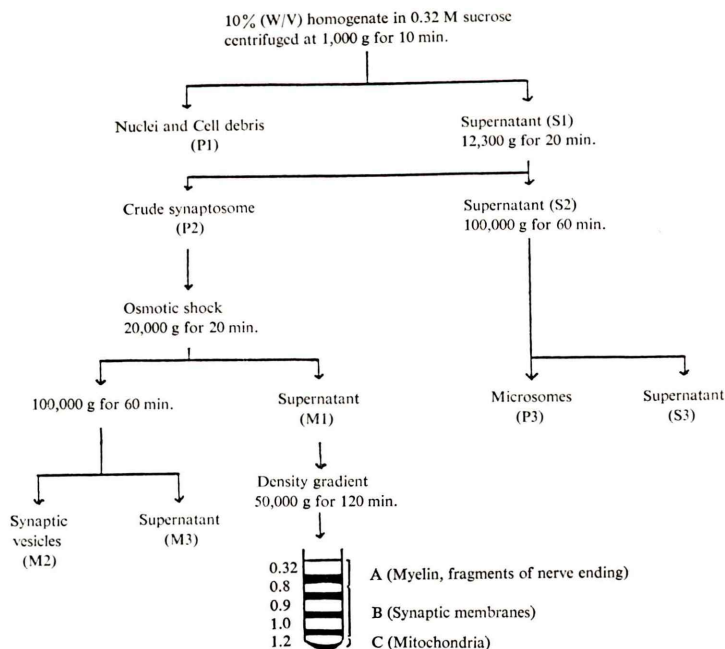 10% (W/V) homogenate in 0.32 M sucrose
centrifuged at 1,000 g for 10 min.
Nuclei and Cell debris
(P1)
Supernatant (S1)
12,300 g for 20 min.
Crude synaptosome
(P2)
Supernatant (S2)
100,000 g for 60 min.
Osmotic shock
20,000 g for 20 min.
100,000 g for 60 min.
Supernatant
(M1)
Microsomes
(P3)
Supernatant
(S3)
Synaptic
vesicles
(M2)
Supernatant
(M3)
Density gradient
50,000 g for 120 min.
0.32
0.8
0.9
1.0
1.2
A (Myelin, fragments of nerve ending)
B (Synaptic membranes)
C (Mitochondria)